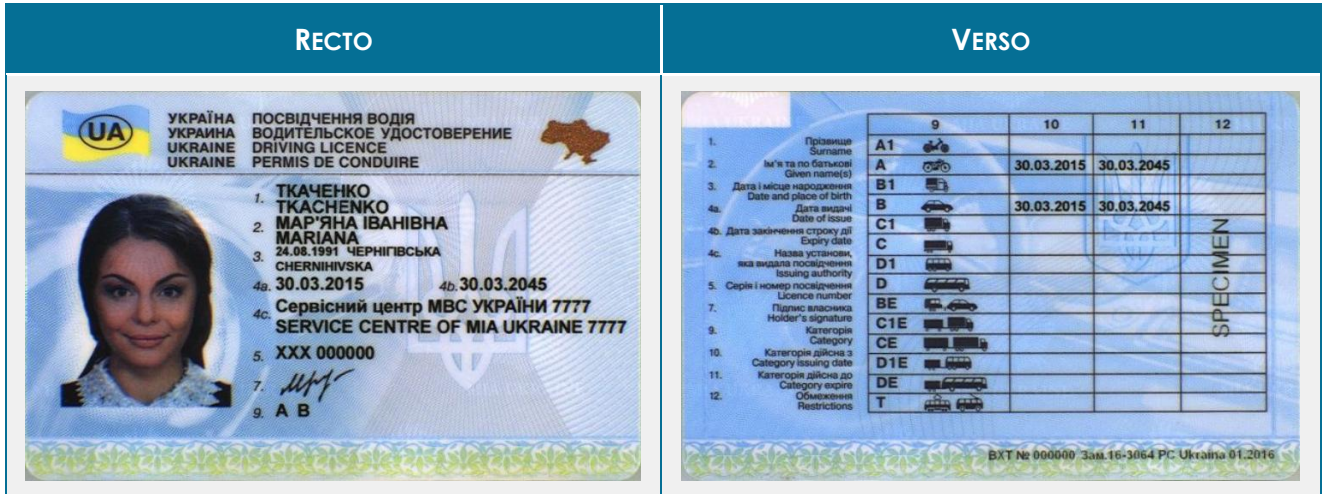 RECTO
VERSO
UA
УКРАЇНА ПОСВІДЧЕННЯ ВОДІЯ
УКРАИНА ВОДИТЕЛЬСКОЕ УДОСТОВЕРЕНИЕ
UKRAINE DRIVING LICENCE
UKRAINE PERMIS DE CONDUIRE
1. ТКАЧЕНКО
TKACHENKO
2. МАР'ЯНА ІВАНІВНА
MARIANA
3. 24.08.1991 ЧЕРНІГІВСЬКА
CHERNIHIVSKA
4a. 30.03.2015 4b. 30.03.2045
4c. Сервісний центр МВС УКРАЇНИ 7777
SERVICE CENTRE OF MIA UKRAINE 7777
5. XXX 000000
7.
9. A B
1. Прізвище
Surname
2. Ім'я та по батькові
Given name(s)
3. Дата і місце народження
Date and place of birth
4a. Дата видачі
Date of issue
4b. Дата закінчення строку дії
Expiry date
4c. Назва установи,
яка видала посвідчення
Issuing authority
5. Серія і номер посвідчення
Licence number
7. Підпис власника
Holder's signature
9. Категорія
Category
10. Категорія дійсна з
Category issuing date
11. Категорія дійсна до
Category expire
12. Обмеження
Restrictions
9 10 11 12
A1
A 30.03.2015 30.03.2045
B1
B 30.03.2015 30.03.2045
C1
C
D1
D
BE
C1E
CE
D1E
DE
T
SPECIMEN
BXT № 000000 Зам.16-3064 PC Ukraina 01.2016